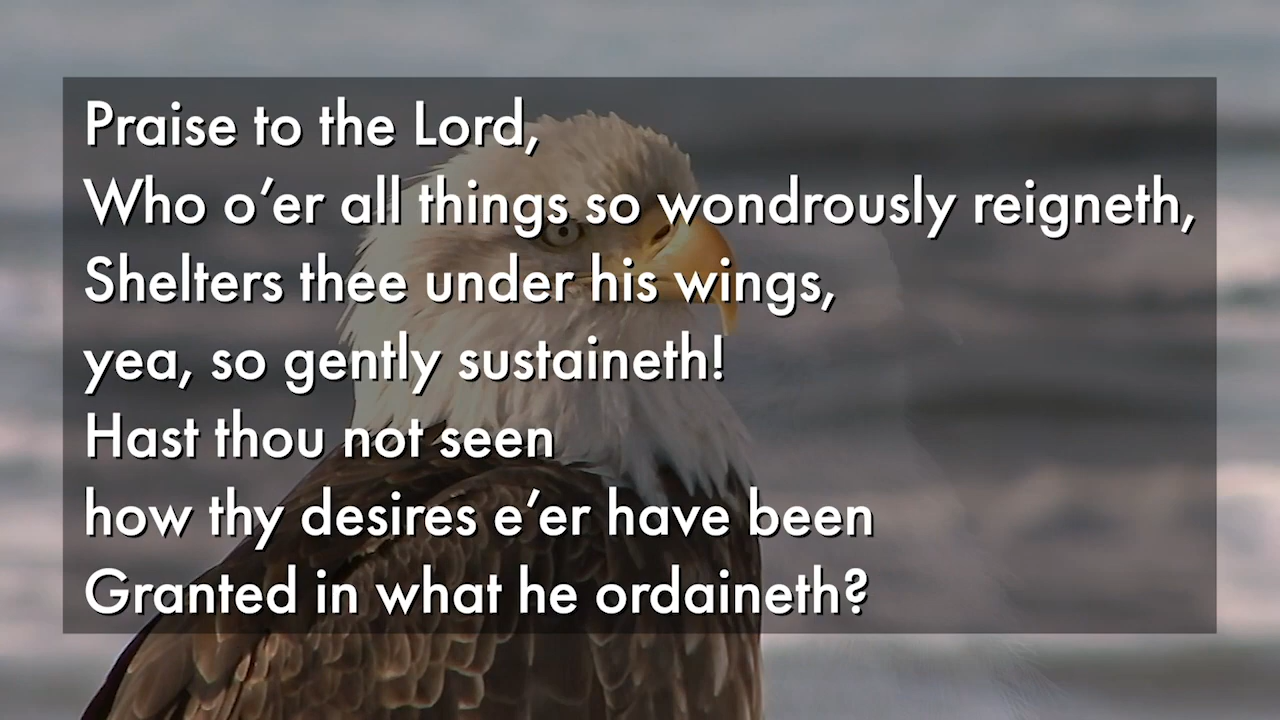 Praise to the Lord,
Who o’er all things so wondrously reigneth,
Shelters thee under his wings,
yea, so gently sustaineth!
Hast thou not seen
how thy desires e’er have been
Granted in what he ordaineth?